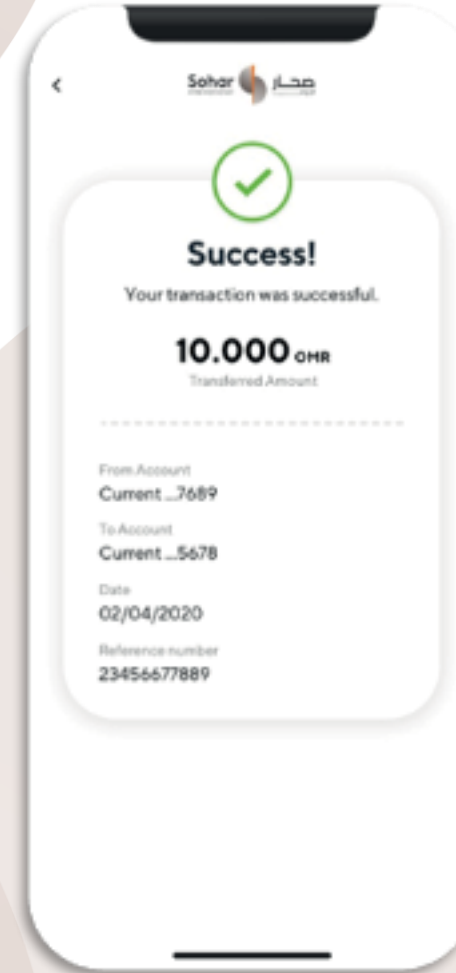 Sohar صحار
Success!
Your transaction was successful.
10.000 OMR
Transferred Amount
From Account
Current ...7689
To Account
Current ...5678
Date
02/04/2020
Reference number
23456677889